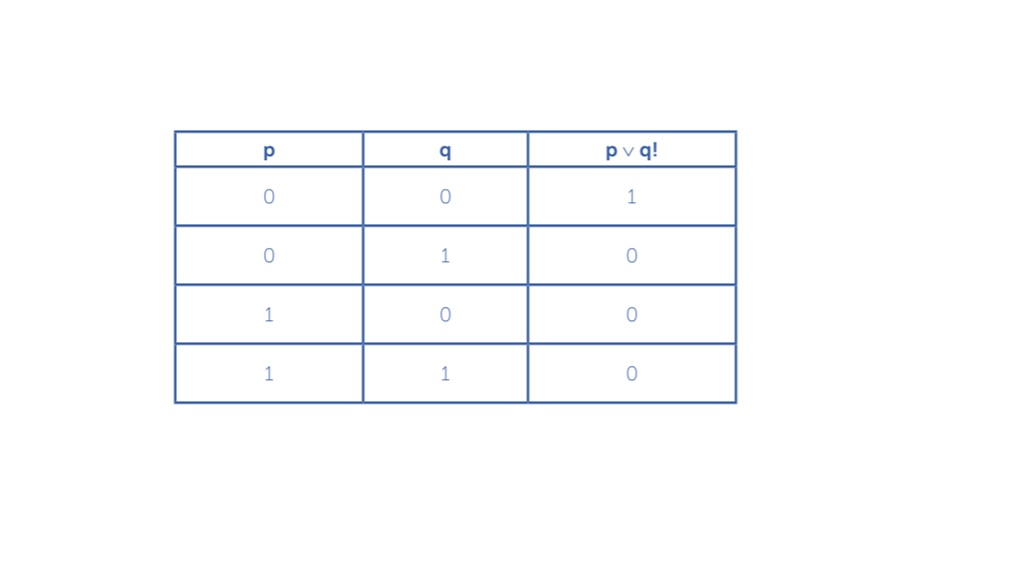 p q p ∨ q!
0 0 1
0 1 0
1 0 0
1 1 0